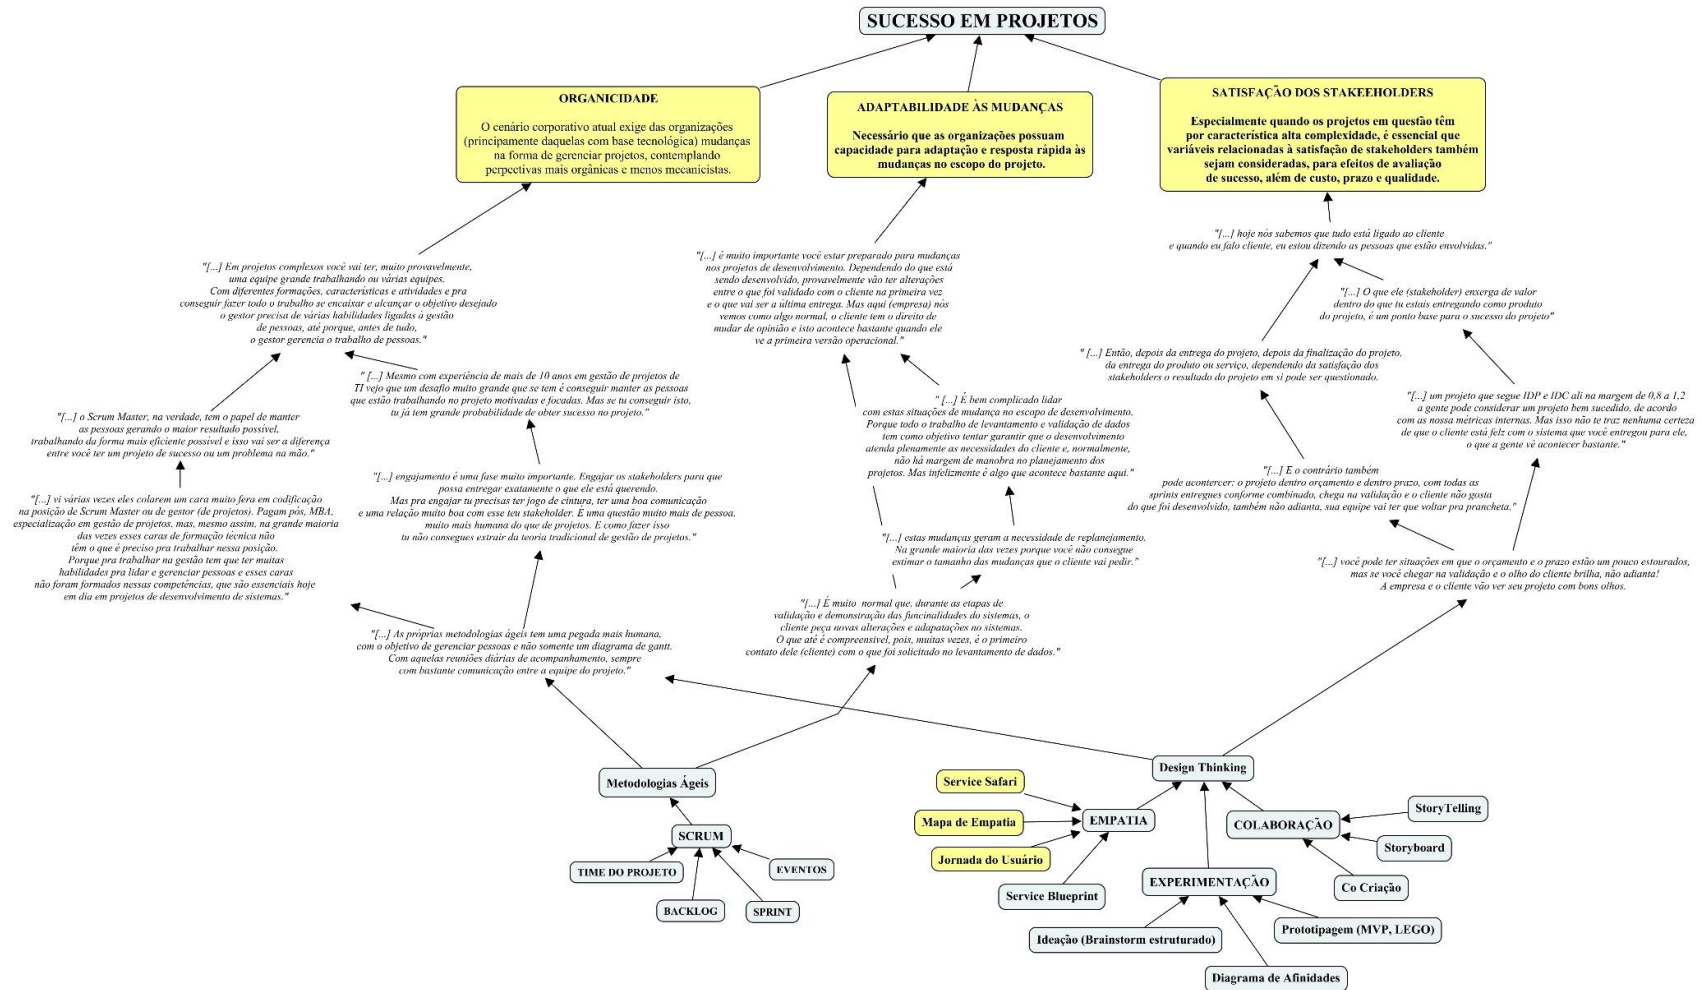 SUCESSO EM PROJETOS
ORGANICIDADE
O cenário corporativo atual exige das organizações
(principamente daquelas com base tecnológica) mudanças
na forma de gerenciar projetos, contemplando
perpectivas mais orgânicas e menos mecanicistas.
ADAPTABILIDADE ÀS MUDANÇAS
Necessário que as organizações possuam
capacidade para adaptação e resposta rápida às
mudanças no escopo do projeto.
SATISFAÇÃO DOS STAKEEHOLDERS
Especialmente quando os projetos em questão têm
por característica alta complexidade, é essencial que
variáveis relacionadas à satisfação de stakeholders também
sejam consideradas, para efeitos de avaliação
de sucesso, além de custo, prazo e qualidade.
"[...] Em projetos complexos você vai ter, muito provavelmente,
uma equipe grande trabalhando ou várias equipes.
Com diferentes formações, características e atividades e pra
conseguir fazer todo o trabalho se encaixar e alcançar o objetivo desejado
o gestor precisa de várias habilidades ligadas à gestão
de pessoas, até porque, antes de tudo,
o gestor gerencia o trabalho de pessoas."
" [...] Mesmo com experiência de mais de 10 anos em gestão de projetos de
TI vejo que um desafio muito grande que se tem é conseguir manter as pessoas
que estão trabalhando no projeto motivadas e focadas. Mas se tu conseguir isso,
tu já tem grande probabilidade de obter sucesso no projeto."
"[...] o Scrum Master, na verdade, tem o papel de manter
as pessoas gerando o maior resultado possível,
trabalhando da forma mais eficiente possível e isso vai ser a diferença
entre você ter um projeto de sucesso ou um problema na mão."
"[...] vi várias vezes eles colarem um cara muito fera em codificação
na posição de Scrum Master ou de gestor (de projetos). Pagam pós, MBA,
especialização em gestão de projetos, mas, mesmo assim, na grande maioria
das vezes esses caras de formação técnica não
têm o que é preciso pra trabalhar nessa posição.
Porque pra trabalhar na gestão tem que ter muitas
habilidades pra lidar e gerenciar pessoas e esses caras
não foram formados nessas competências, que são essenciais hoje
em dia em projetos de desenvolvimento de sistemas."
"[...] engajamento é uma fase muito importante. Engajar os stakeholders para que
possa entregar exatamente o que ele está querendo.
Mas pra engajar tu precisas ter jogo de cintura, ter uma boa comunicação
e uma relação muito boa com esse teu stakeholder. É uma questão muito mais de pessoa,
muito mais humana do que de projetos. E como fazer isso
tu não consegues extrair da teoria tradicional de gestão de projetos."
"[...] As próprias metodologias ágeis tem uma pegada mais humana,
com o objetivo de gerenciar pessoas e não somente um diagrama de gantt.
Com aquelas reuniões diárias de acompanhamento, sempre
com bastante comunicação entre a equipe do projeto."
"[...] é muito importante você estar preparado para mudanças
nos projetos de desenvolvimento. Dependendo do que está
sendo desenvolvido, provavelmente vão ter alterações
entre o que foi validado com o cliente na primeira vez
e o que vai ser a última entrega. Mas aqui (empresa) nós
vemos como algo normal, o cliente tem o direito de
mudar de opinião e isto acontece bastante quando ele
ve a primeira versão operacional."
" [...] É bem complicado lidar
com estas situações de mudança no escopo de desenvolvimento.
Porque todo o trabalho de levantamento e validação de dados
tem como objetivo tentar garantir que o desenvolvimento
atenda plenamente as necessidades do cliente e, normalmente,
não há margem de manobra no planejamento dos
projetos. Mas infelizmente é algo que acontece bastante aqui."
"[...] estas mudanças geram a necessidade de replanejamento.
Na grande maioria das vezes porque você não consegue
estimar o tamanho das mudanças que o cliente vai pedir."
"[...] É muito normal que, durante as etapas de
validação e demonstração das funcinalidades do sistemas, o
cliente peça novas alterações e adapatações no sistemas.
O que até é compreensivel, pois, muitas vezes, é o primeiro
contato dele (cliente) com o que foi solicitado no levantamento de dados."
"[...] hoje nós sabemos que tudo está ligado ao cliente
e quando eu falo cliente, eu estou dizendo as pessoas que estão envolvidas."
"[...] O que ele (stakeholder) enxerga de valor
dentro do que tu estais entregando como produto
do projeto, é um ponto base para o sucesso do projeto"
" [...] Então, depois da entrega do projeto, depois da finalização do projeto,
da entrega do produto ou serviço, dependendo da satisfação dos
stakeholders o resultado do projeto em si pode ser questionado.
"[...] um projeto que segue IDP e IDC ali na margem de 0,8 a 1,2
a gente pode considerar um projeto bem sucedido, de acordo
com as nossa métricas internas. Mas isso não te traz nenhuma certeza
de que o cliente está felz com o sistema que você entregou para ele,
o que a gente vê acontecer bastante."
"[...] E o contrário também
pode acontercer: o projeto dentro orçamento e dentro prazo, com todas as
sprints entregues conforme combinado, chega na validação e o cliente não gosta
do que foi desenvolvido, também não adianta, sua equipe vai ter que voltar pra prancheta."
"[...] você pode ter situações em que o orçamento e o prazo estão um pouco estourados,
mas se você chegar na validação e o olho do cliente brilha, não adianta!
A empresa e o cliente vão ver seu projeto com bons olhos.
Metodologias Ágeis
SCRUM
TIME DO PROJETO
EVENTOS
BACKLOG
SPRINT
Design Thinking
Service Safari
Mapa de Empatia
EMPATIA
Jornada do Usuário
Service Blueprint
COLABORAÇÃO
StoryTelling
Storyboard
Co Criação
EXPERIMENTAÇÃO
Ideação (Brainstorm estruturado)
Prototipagem (MVP, LEGO)
Diagrama de Afinidades